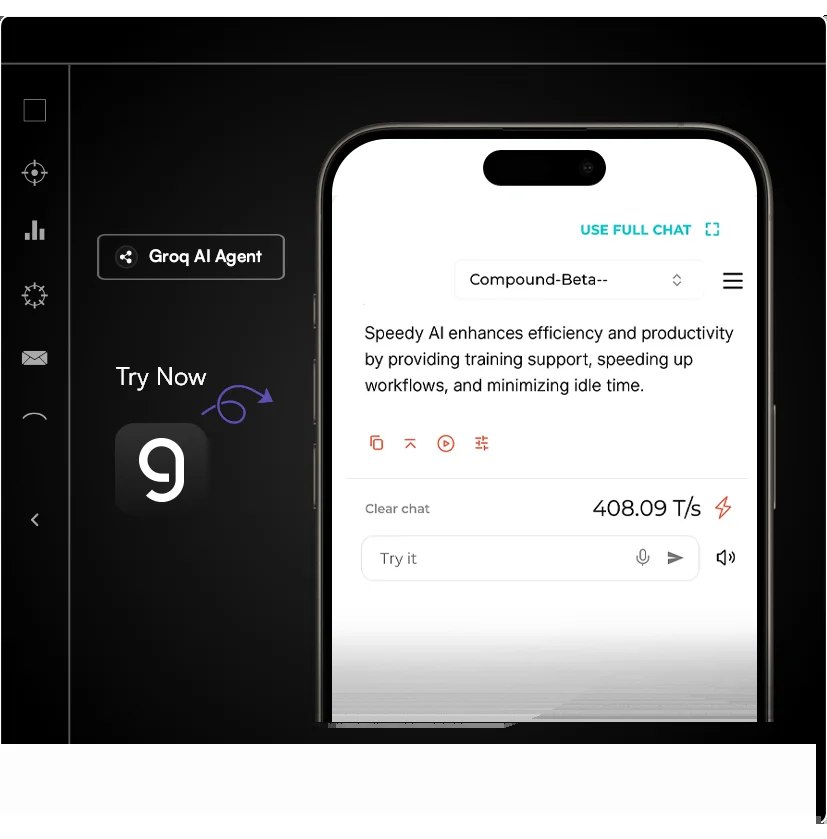 Groq AI Agent
Try Now
USE FULL CHAT
Compound-Beta--
Speedy AI enhances efficiency and productivity
by providing training support, speeding up
workflows, and minimizing idle time.
Clear chat
408.09 T/s
Try it